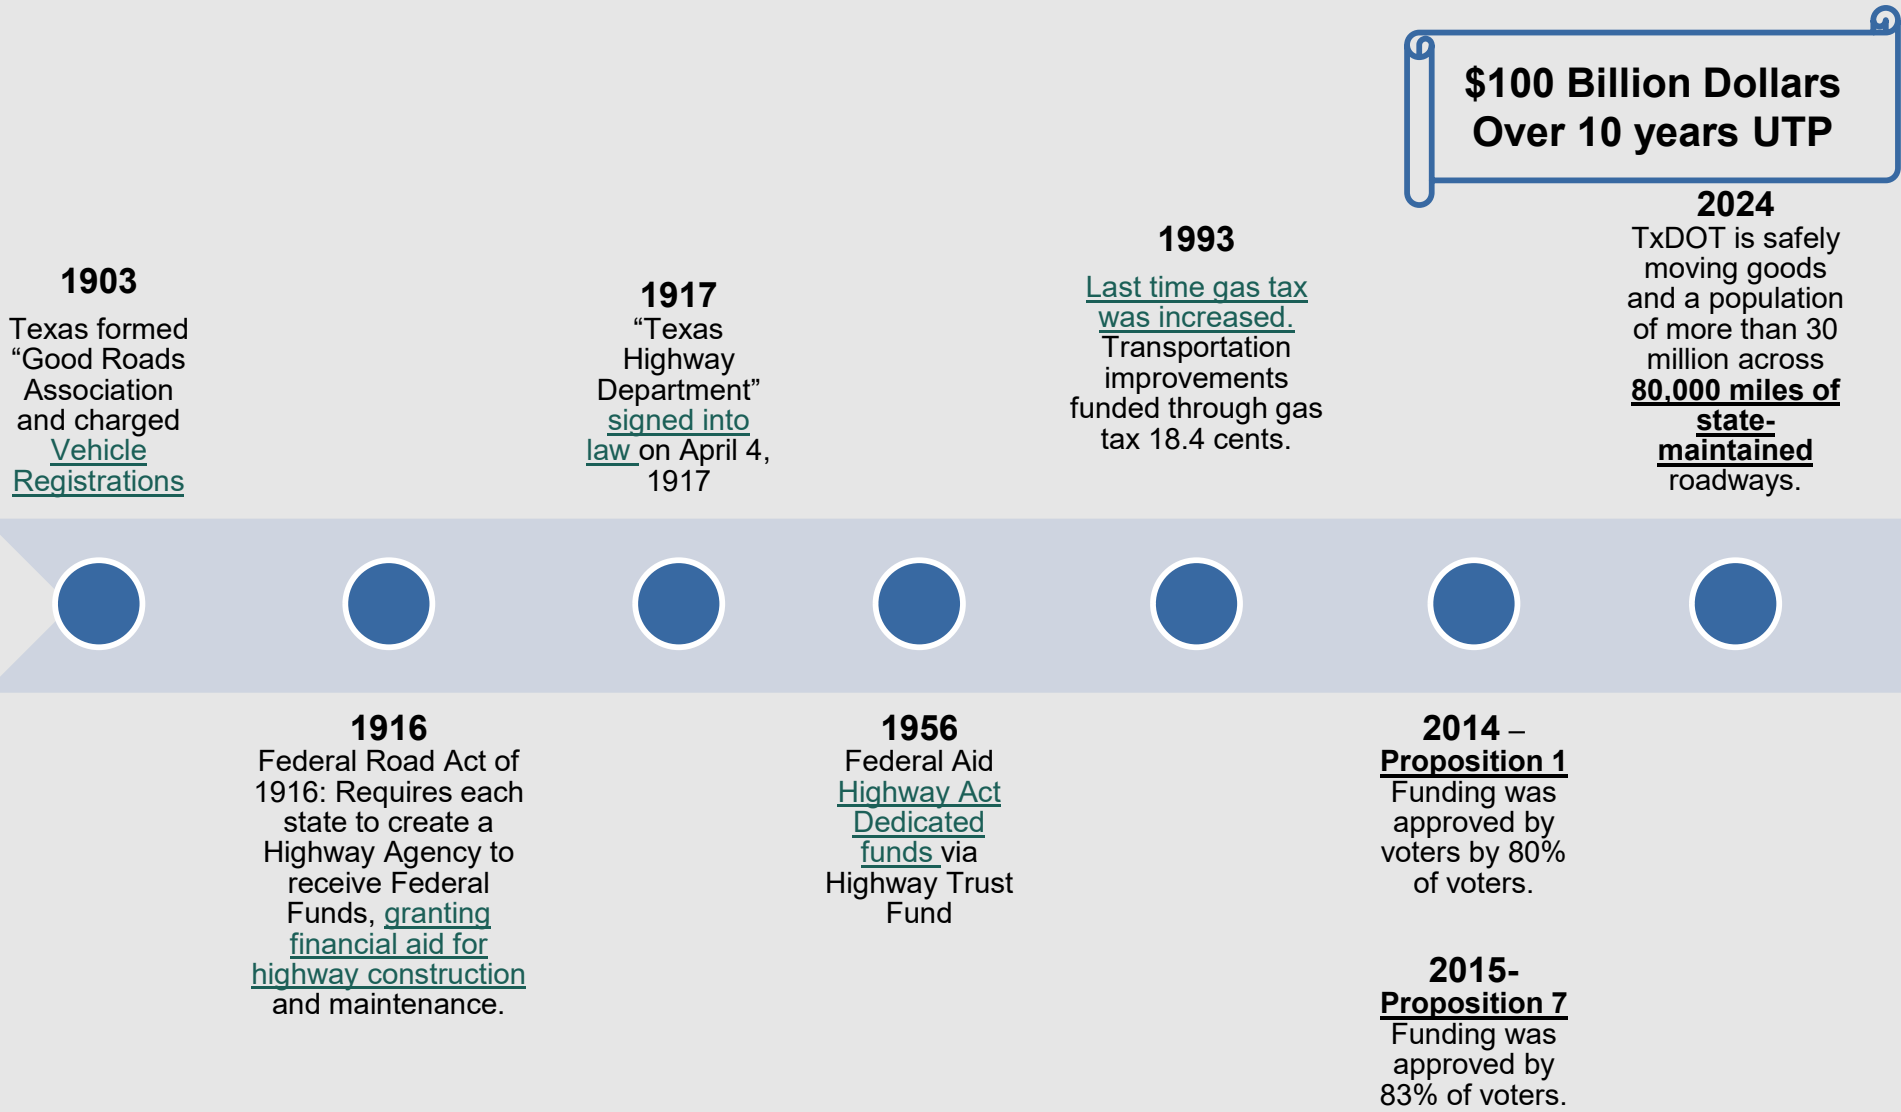 $100 Billion Dollars
Over 10 years UTP
1903
Texas formed
“Good Roads
Association
and charged
Vehicle
Registrations
1916
Federal Road Act of
1916: Requires each
state to create a
Highway Agency to
receive Federal
Funds, granting
financial aid for
highway construction
and maintenance.
1917
“Texas
Highway
Department”
signed into
law on April 4,
1917
1956
Federal Aid
Highway Act
Dedicated
funds via
Highway Trust
Fund
1993
Last time gas tax
was increased.
Transportation
improvements
funded through gas
tax 18.4 cents.
2014 –
Proposition 1
Funding was
approved by
voters by 80%
of voters.
2015-
Proposition 7
Funding was
approved by
83% of voters.
2024
TxDOT is safely
moving goods
and a population
of more than 30
million across
80,000 miles of
state-
maintained
roadways.